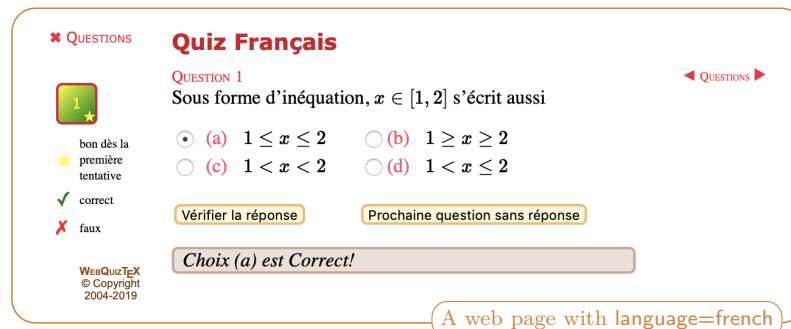 ✖ QUESTIONS
Quiz Français
QUESTION 1
◀ QUESTIONS ▶
Sous forme d'inéquation, x ∈ [1, 2] s'écrit aussi
1
(a) 1 ≤ x ≤ 2 (b) 1 ≥ x ≥ 2
(c) 1 < x < 2 (d) 1 < x ≤ 2
bon dès la
première
tentative
correct
faux
Vérifier la réponse Prochaine question sans réponse
Choix (a) est Correct!
WEBQUIZTEX
© Copyright
2004-2019
A web page with language=french